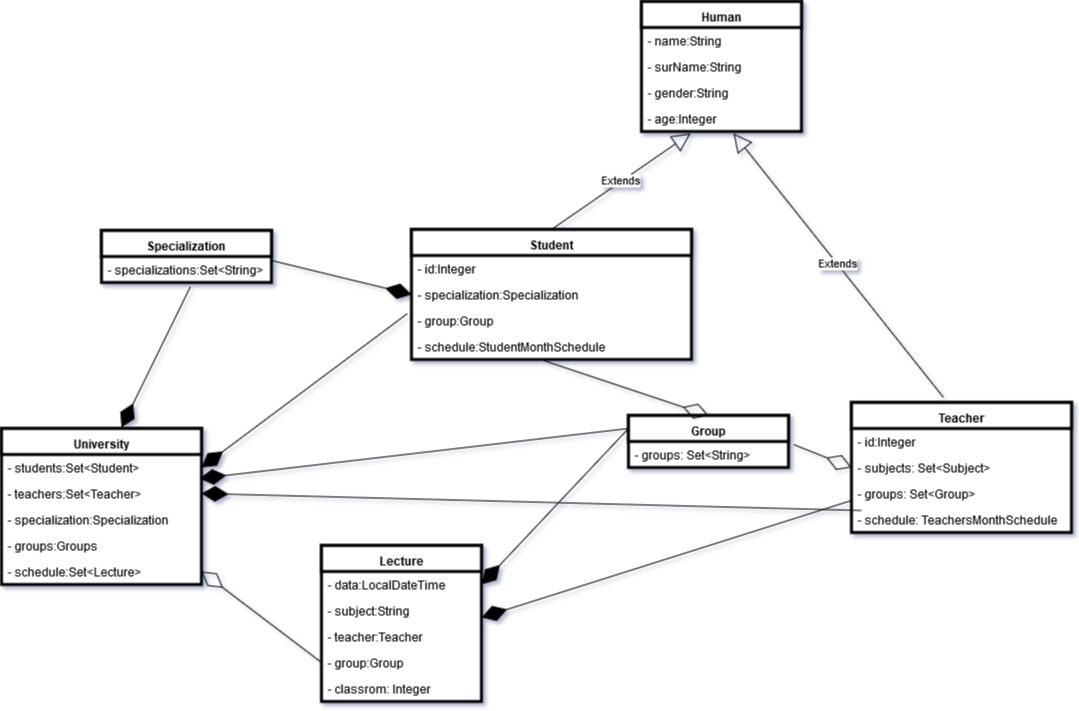 Human
- name:String
- surName:String
- gender:String
- age:Integer
Extends
Specialization
- specializations:Set<String>
Student
- id:Integer
- specialization:Specialization
- group:Group
- schedule:StudentMonthSchedule
Extends
University
- students:Set<Student>
- teachers:Set<Teacher>
- specialization:Specialization
- groups:Groups
- schedule:Set<Lecture>
Group
- groups: Set<String>
Teacher
- id:Integer
- subjects: Set<Subject>
- groups: Set<Group>
- schedule: TeachersMonthSchedule
Lecture
- data:LocalDateTime
- subject:String
- teacher:Teacher
- group:Group
- classrom: Integer